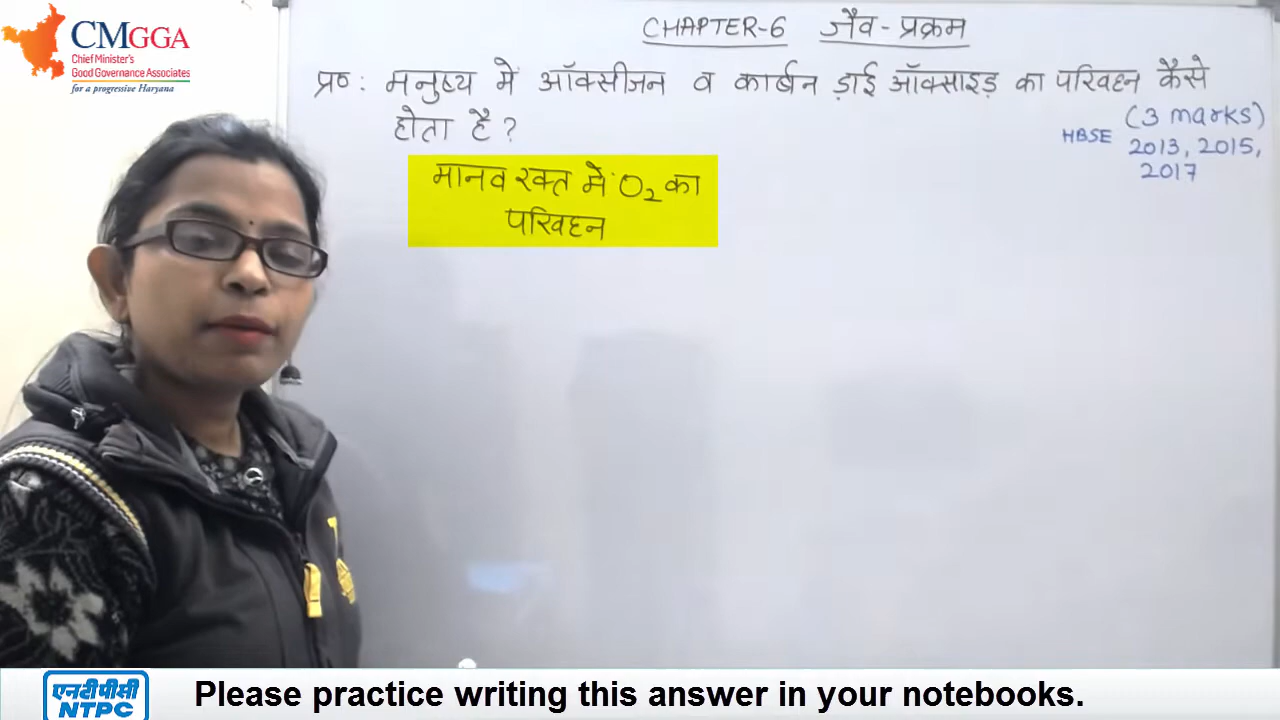 CMGGA
Chief Minister's
Good Governance Associates
for a progressive Haryana
CHAPTER-6 जैव-प्रक्रम
प्रष्: मनुष्य में ऑक्सीजन व कार्बन ड़ाई ऑक्साइड़ का परिवहन कैसे
होता है?
(3 marks)
HBSE 2013, 2015,
2017
मानव रक्त में O₂ का
परिवहन
एनटीपीसी
NTPC
Please practice writing this answer in your notebooks.